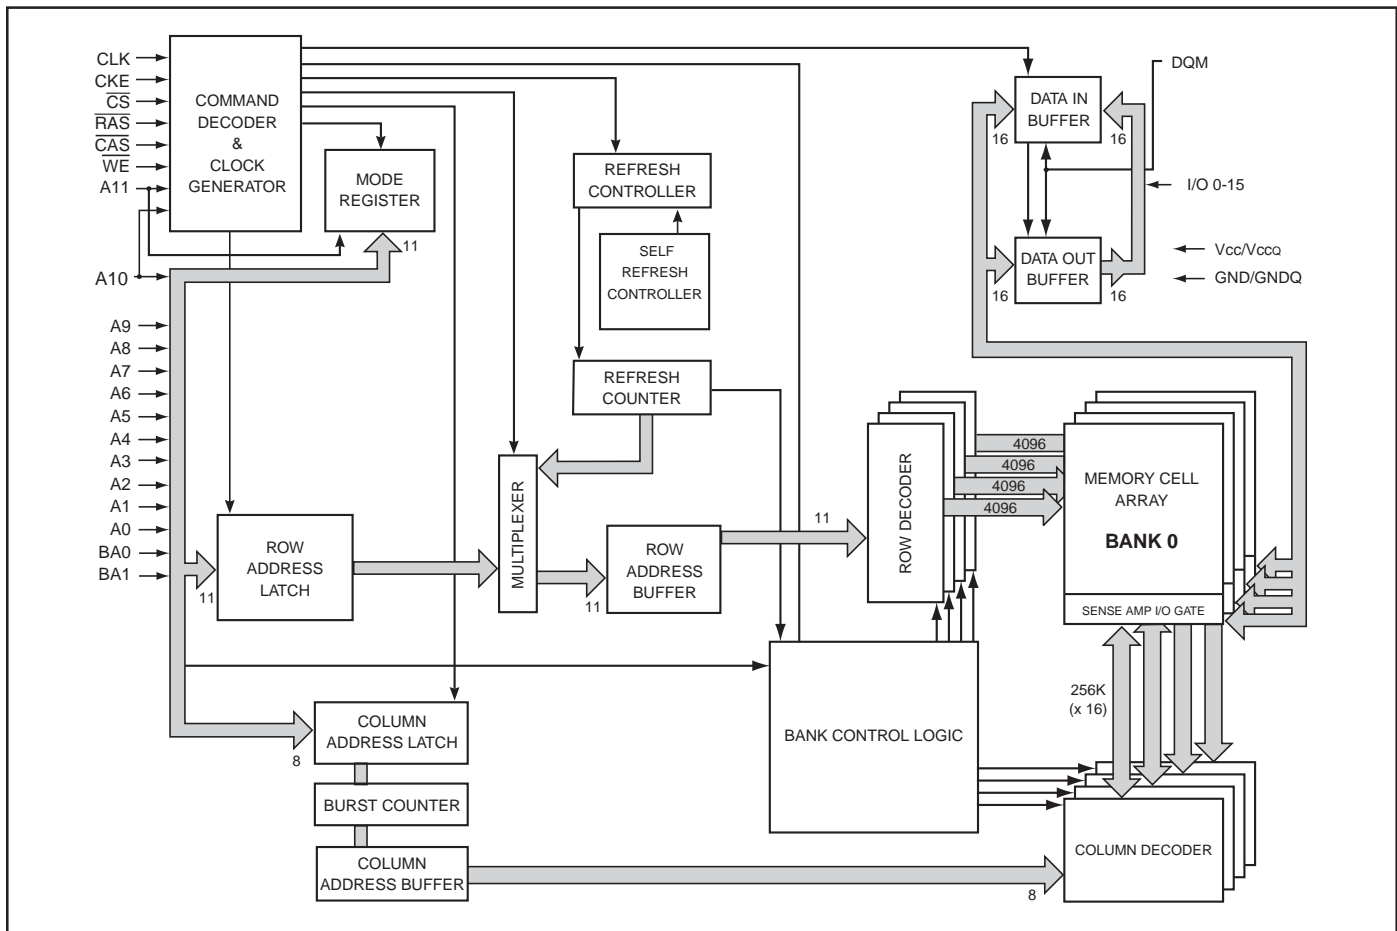 CLK
CKE
CS
RAS
CAS
WE
A11
A10
A9
A8
A7
A6
A5
A4
A3
A2
A1
A0
BA0
BA1
COMMAND
DECODER
&
CLOCK
GENERATOR
MODE
REGISTER
11
REFRESH
CONTROLLER
SELF
REFRESH
CONTROLLER
REFRESH
COUNTER
DATA IN
BUFFER
16
16
DQM
I/O 0-15
DATA OUT
BUFFER
16
16
Vcc/VccQ
GND/GNDQ
11
ROW
ADDRESS
LATCH
MULTIPLEXER
11
ROW
ADDRESS
BUFFER
11
ROW DECODER
4096
4096
4096
4096
MEMORY CELL
ARRAY
BANK 0
SENSE AMP I/O GATE
256K
(x 16)
BANK CONTROL LOGIC
8
COLUMN
ADDRESS LATCH
BURST COUNTER
COLUMN
ADDRESS BUFFER
8
COLUMN DECODER